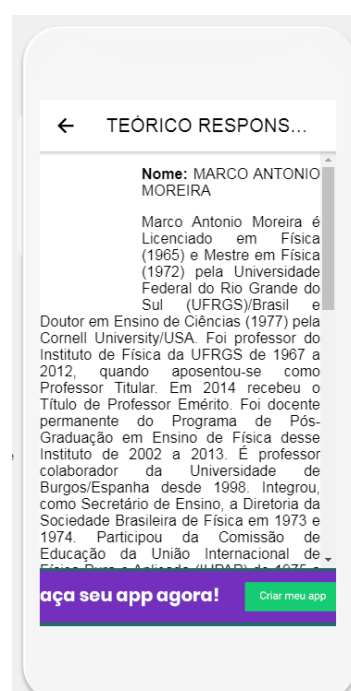 ← TEÓRICO RESPONS...
Nome: MARCO ANTONIO
MOREIRA
Marco Antonio Moreira é
Licenciado em Física
(1965) e Mestre em Física
(1972) pela Universidade
Federal do Rio Grande do
Sul (UFRGS)/Brasil e
Doutor em Ensino de Ciências (1977) pela
Cornell University/USA. Foi professor do
Instituto de Física da UFRGS de 1967 a
2012, quando aposentou-se como
Professor Titular. Em 2014 recebeu o
Título de Professor Emérito. Foi docente
permanente do Programa de Pós-
Graduação em Ensino de Física desse
Instituto de 2002 a 2013. É professor
colaborador da Universidade de
Burgos/Espanha desde 1998. Integrou,
como Secretário de Ensino, a Diretoria da
Sociedade Brasileira de Física em 1973 e
1974. Participou da Comissão de
Educação da União Internacional de
Física Pura e Aplicada (IUPAP) de 1975 a
aça seu app agora! Criar meu app